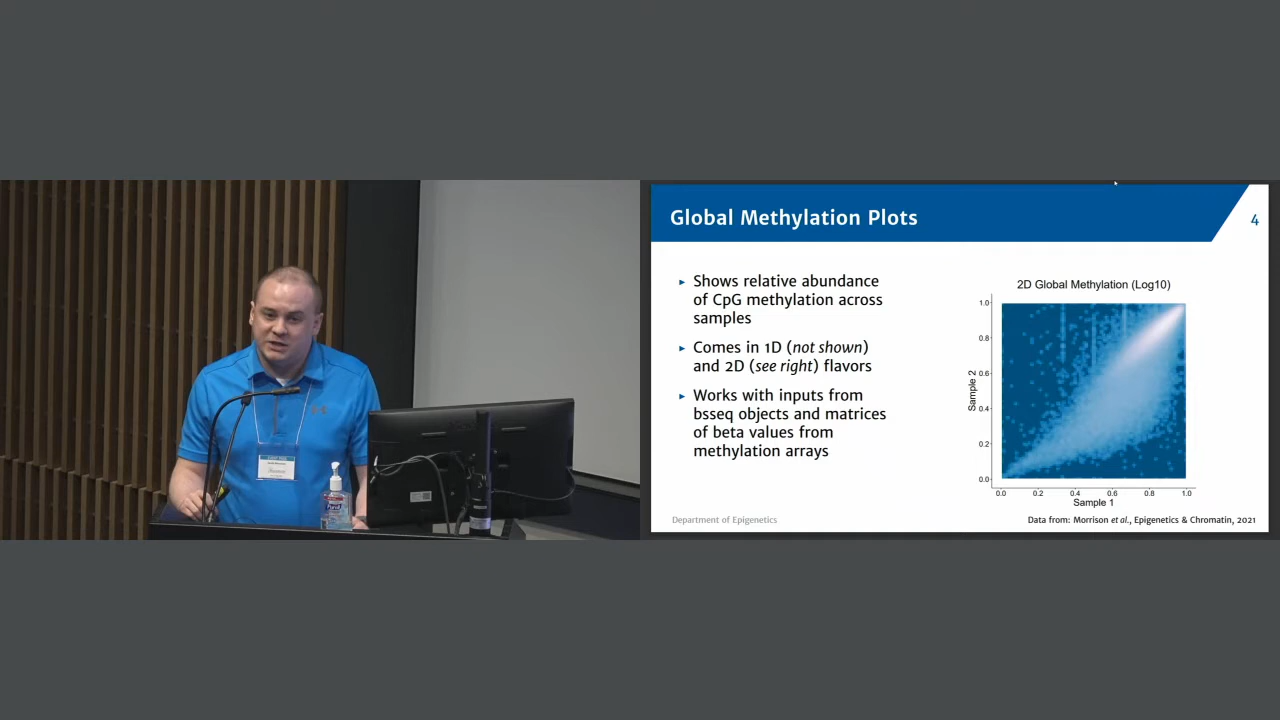 Global Methylation Plots
4
Shows relative abundance
of CpG methylation across
samples
Comes in 1D (not shown)
and 2D (see right) flavors
Works with inputs from
bsseq objects and matrices
of beta values from
methylation arrays
2D Global Methylation (Log10)
1.0
0.8
0.6
0.4
0.2
0.0
Sample 2
0.0 0.2 0.4 0.6 0.8 1.0
Sample 1
Department of Epigenetics
Data from: Morrison et al., Epigenetics & Chromatin, 2021